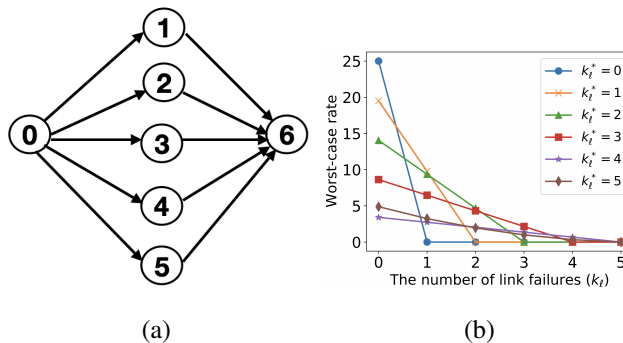 1
2
0
3
6
4
5
(a)
Worst-case rate
25
20
15
10
5
0
0 1 2 3 4 5
The number of link failures (kℓ)
kℓ* = 0
kℓ* = 1
kℓ* = 2
kℓ* = 3
kℓ* = 4
kℓ* = 5
(b)